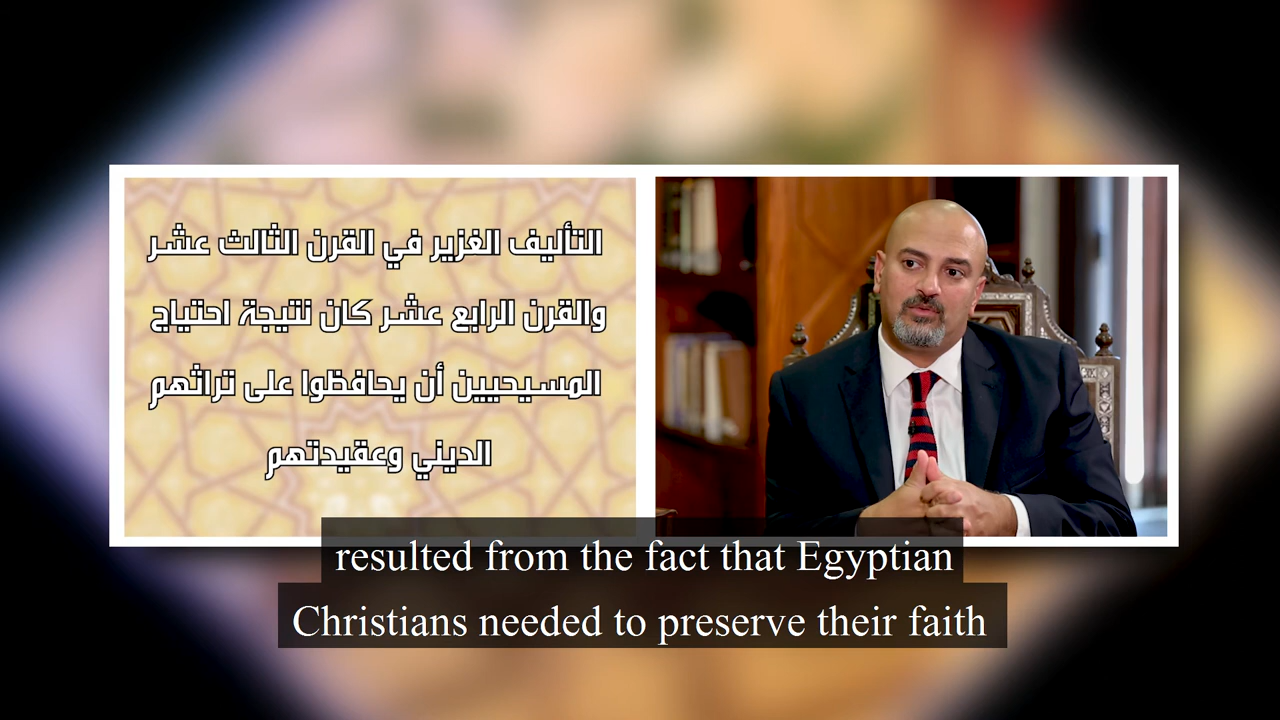 التأليف الغزير في القرن الثالث عشر
والقرن الرابع عشر كان نتيجة احتياج
المسيحيين أن يحافظوا على تراثهم
الديني وعقيدتهم
resulted from the fact that Egyptian
Christians needed to preserve their faith